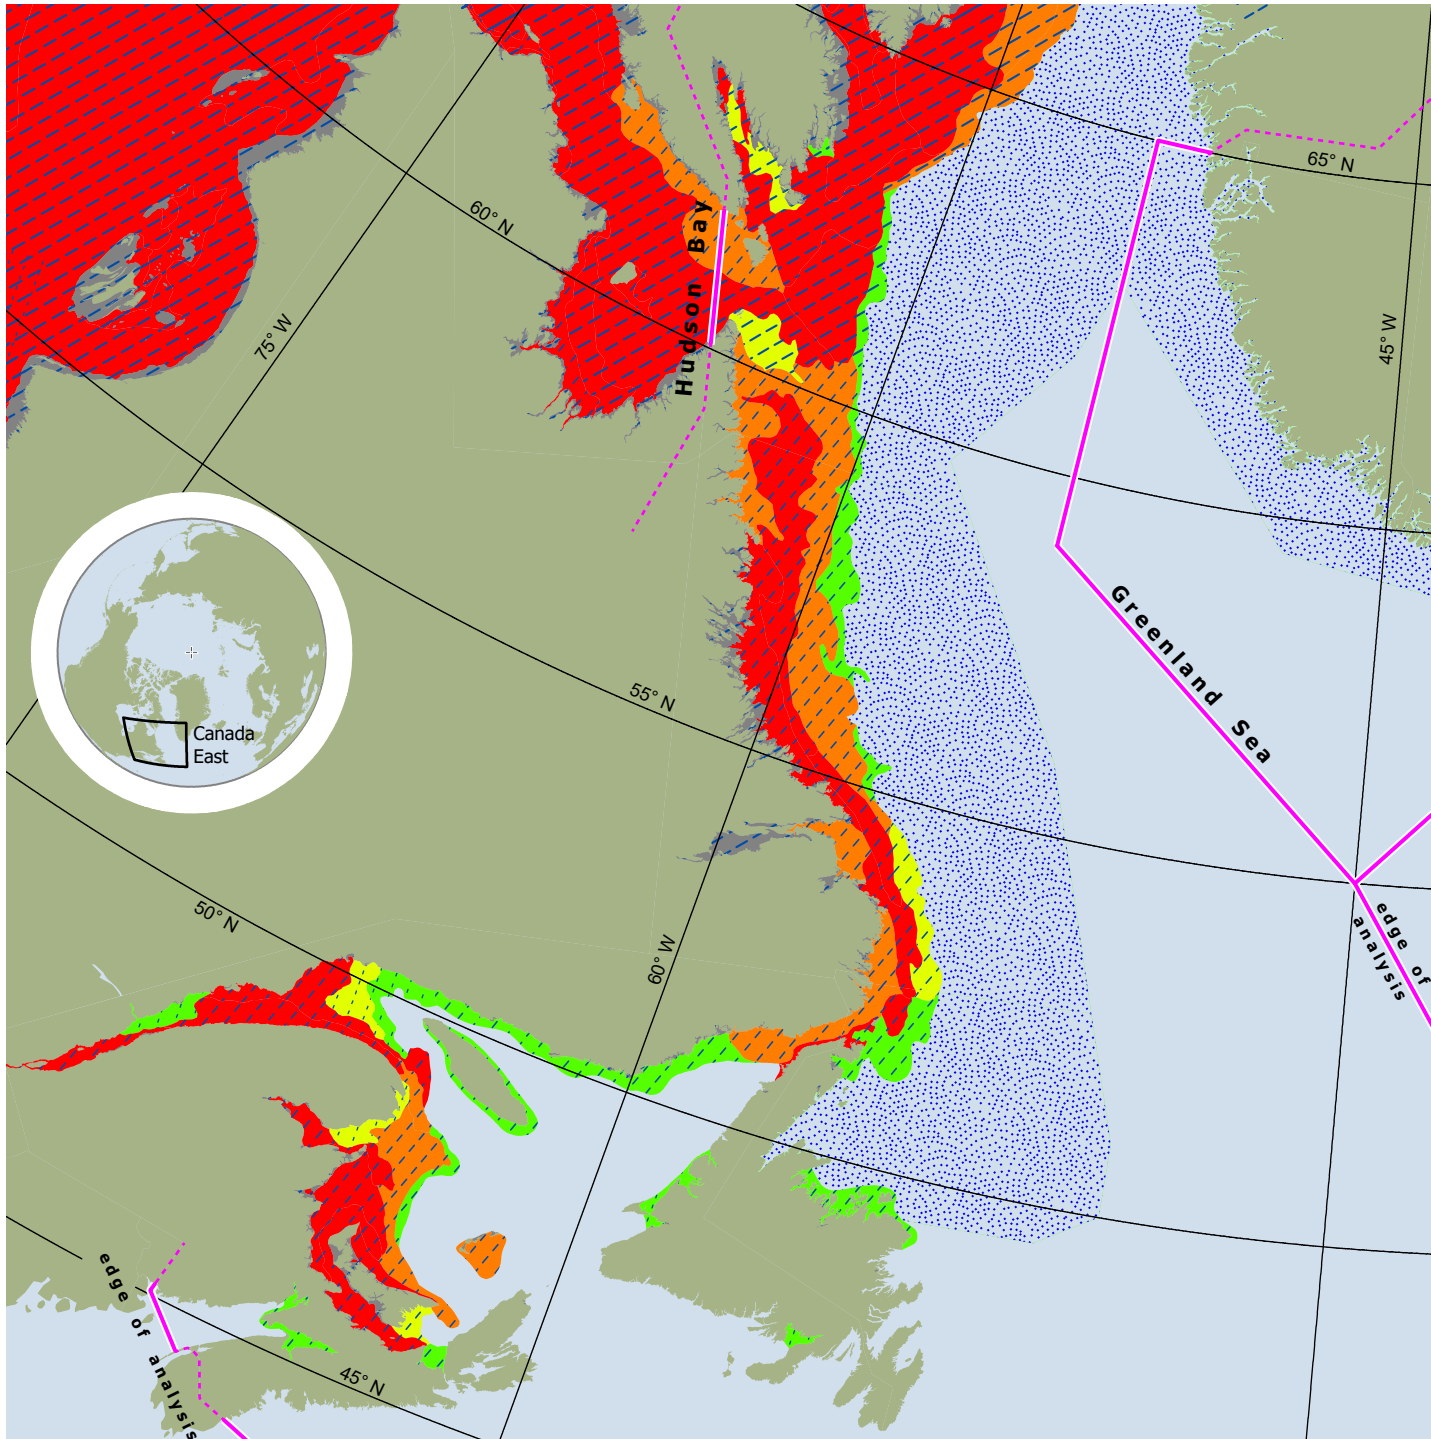 65° N
60° N
Hudson Bay
75° W
45° W
Greenland Sea
55° N
Canada
East
50° N
60° W
edge of
analysis
edge of analysis
45° N